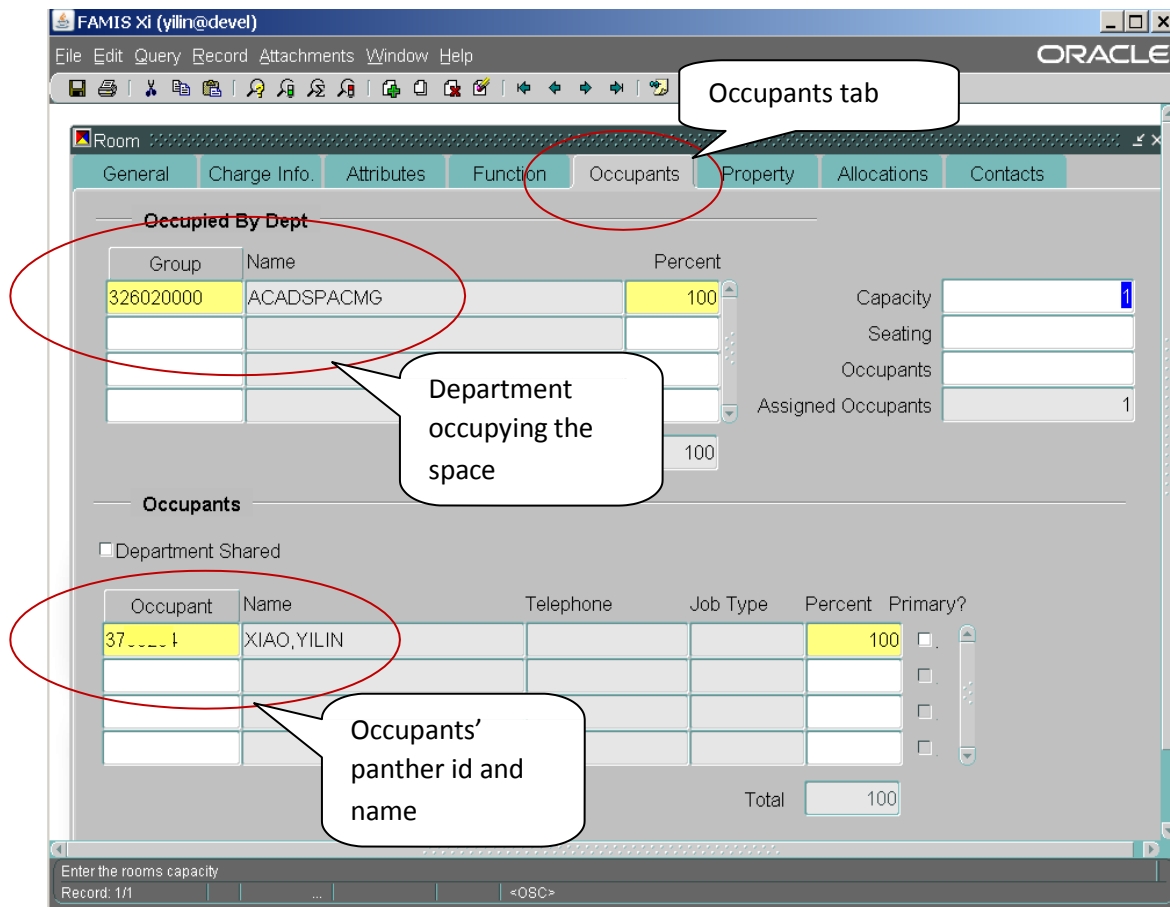 FAMIS Xi (yilin@devel)
File Edit Query Record Attachments Window Help
ORACLE
Occupants tab
Room
General Charge Info. Attributes Function Occupants Property Allocations Contacts
Occupied By Dept
Group Name Percent
326020000 ACADSPACMG 100
Capacity 1
Seating
Occupants
Assigned Occupants 1
Department
occupying the
space
100
Occupants
Department Shared
Occupant Name Telephone Job Type Percent Primary?
XIAO,YILIN 100
Occupants’
panther id and
name
Total 100
Enter the rooms capacity
Record: 1/1 ... <OSC>